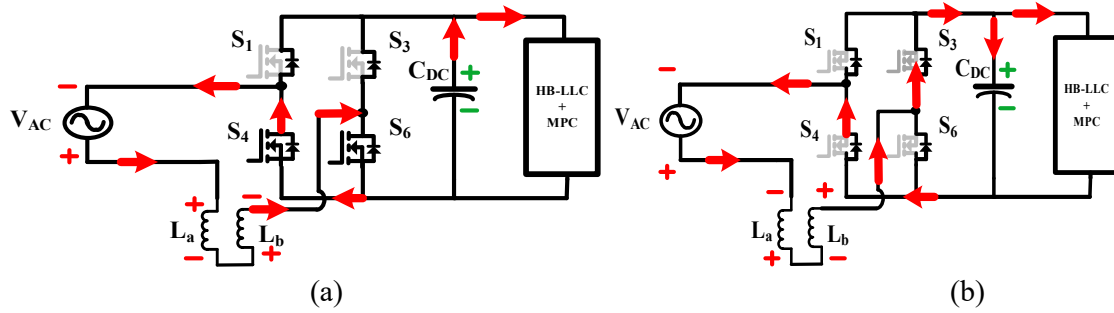 S1
S3
CDC
+
−
HB-LLC
+
MPC
−
VAC
+
S4
S6
+
−
−
+
La
Lb
(a)
S1
S3
CDC
+
−
HB-LLC
+
MPC
−
VAC
+
S4
S6
−
+
+
−
La
Lb
(b)